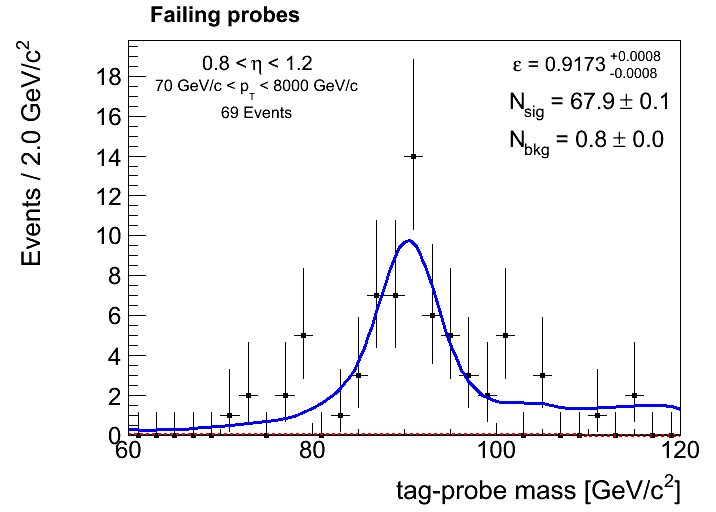 Failing probes
0.8 < η < 1.2
70 GeV/c < p_T < 8000 GeV/c
69 Events
ε = 0.9173 +0.0008 -0.0008
N_sig = 67.9 ± 0.1
N_bkg = 0.8 ± 0.0
Events / 2.0 GeV/c²
18
16
14
12
10
8
6
4
2
0
60 80 100 120
tag-probe mass [GeV/c²]